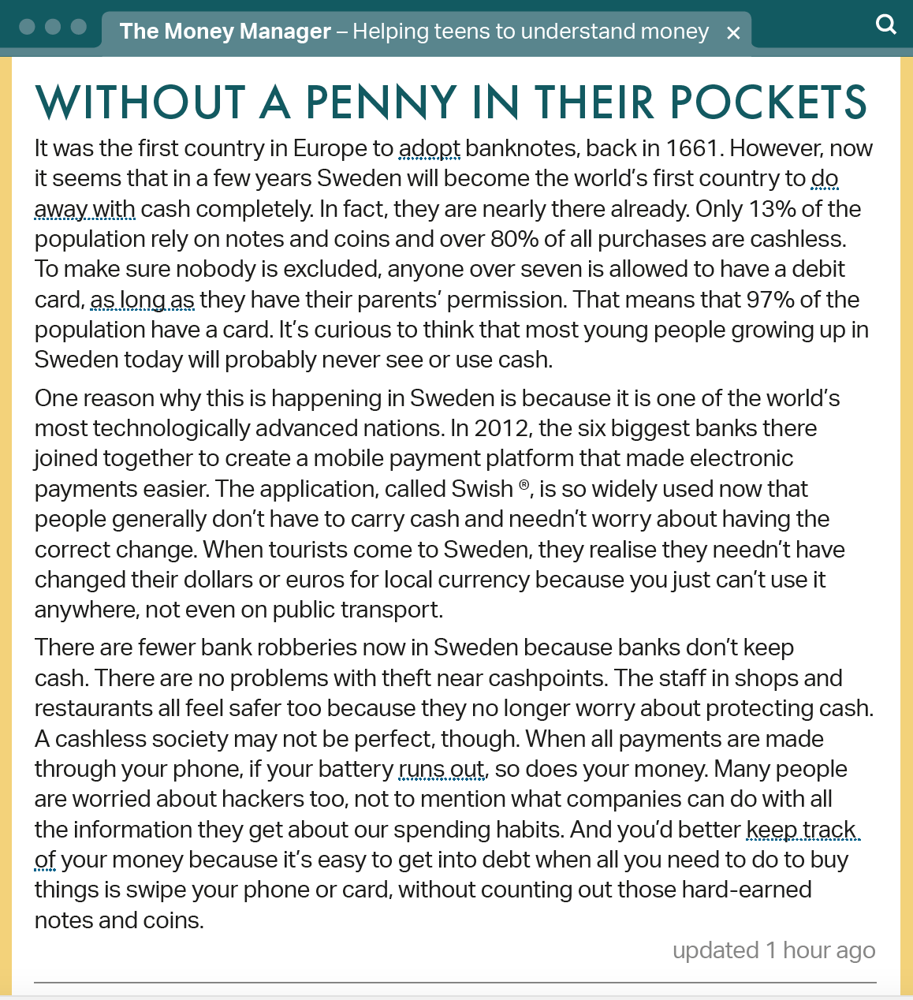 The Money Manager – Helping teens to understand money ×
WITHOUT A PENNY IN THEIR POCKETS
It was the first country in Europe to adopt banknotes, back in 1661. However, now
it seems that in a few years Sweden will become the world’s first country to do
away with cash completely. In fact, they are nearly there already. Only 13% of the
population rely on notes and coins and over 80% of all purchases are cashless.
To make sure nobody is excluded, anyone over seven is allowed to have a debit
card, as long as they have their parents’ permission. That means that 97% of the
population have a card. It’s curious to think that most young people growing up in
Sweden today will probably never see or use cash.
One reason why this is happening in Sweden is because it is one of the world’s
most technologically advanced nations. In 2012, the six biggest banks there
joined together to create a mobile payment platform that made electronic
payments easier. The application, called Swish ®, is so widely used now that
people generally don’t have to carry cash and needn’t worry about having the
correct change. When tourists come to Sweden, they realise they needn’t have
changed their dollars or euros for local currency because you just can’t use it
anywhere, not even on public transport.
There are fewer bank robberies now in Sweden because banks don’t keep
cash. There are no problems with theft near cashpoints. The staff in shops and
restaurants all feel safer too because they no longer worry about protecting cash.
A cashless society may not be perfect, though. When all payments are made
through your phone, if your battery runs out, so does your money. Many people
are worried about hackers too, not to mention what companies can do with all
the information they get about our spending habits. And you’d better keep track
of your money because it’s easy to get into debt when all you need to do to buy
things is swipe your phone or card, without counting out those hard-earned
notes and coins.
updated 1 hour ago